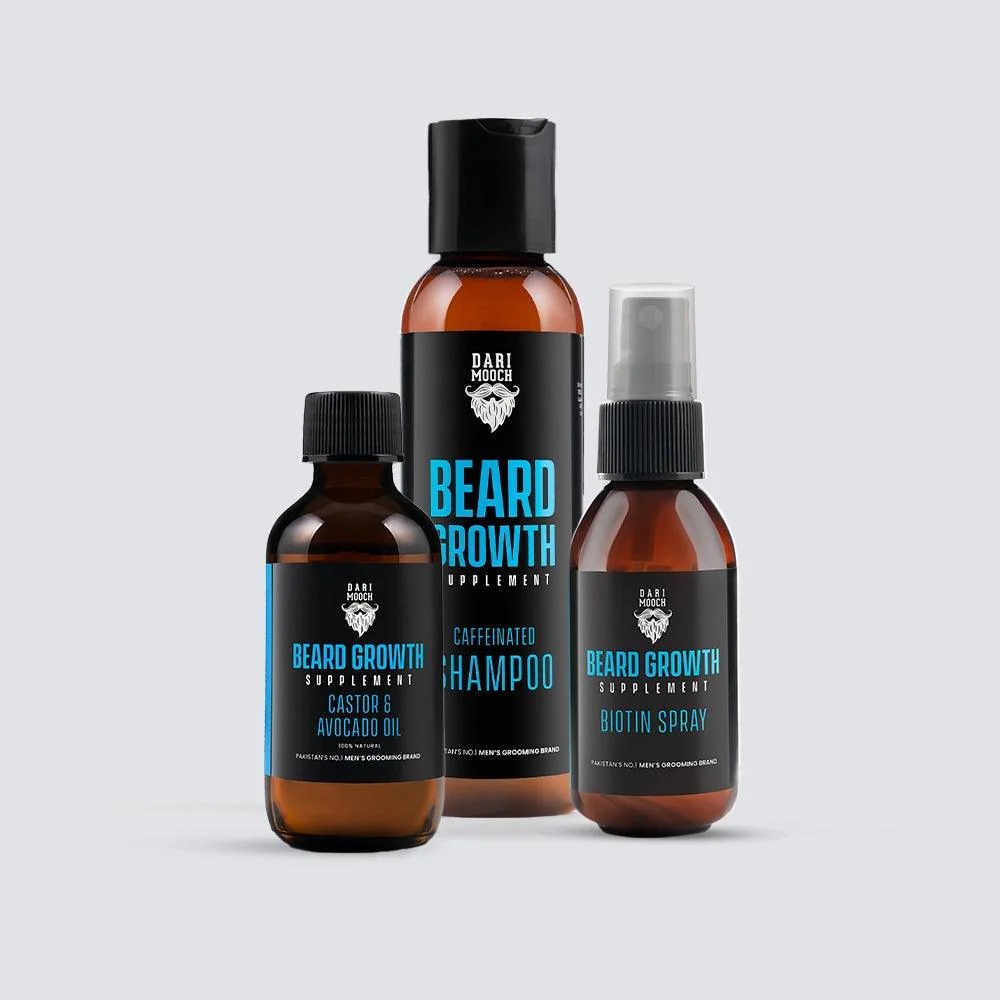 DARI
MOOCH
BEARD GROWTH
SUPPLEMENT
CASTOR &
AVOCADO OIL
100% NATURAL
PAKISTAN'S NO.1 MEN'S GROOMING BRAND
DARI
MOOCH
BEARD
GROWTH
UPPLEMENT
CAFFEINATED
SHAMPOO
TAN'S NO.1 MEN'S GROOMING BRAND
DARI
MOOCH
BEARD GROWTH
SUPPLEMENT
BIOTIN SPRAY
PAKISTAN'S NO.1 MEN'S GROOMING BRAND